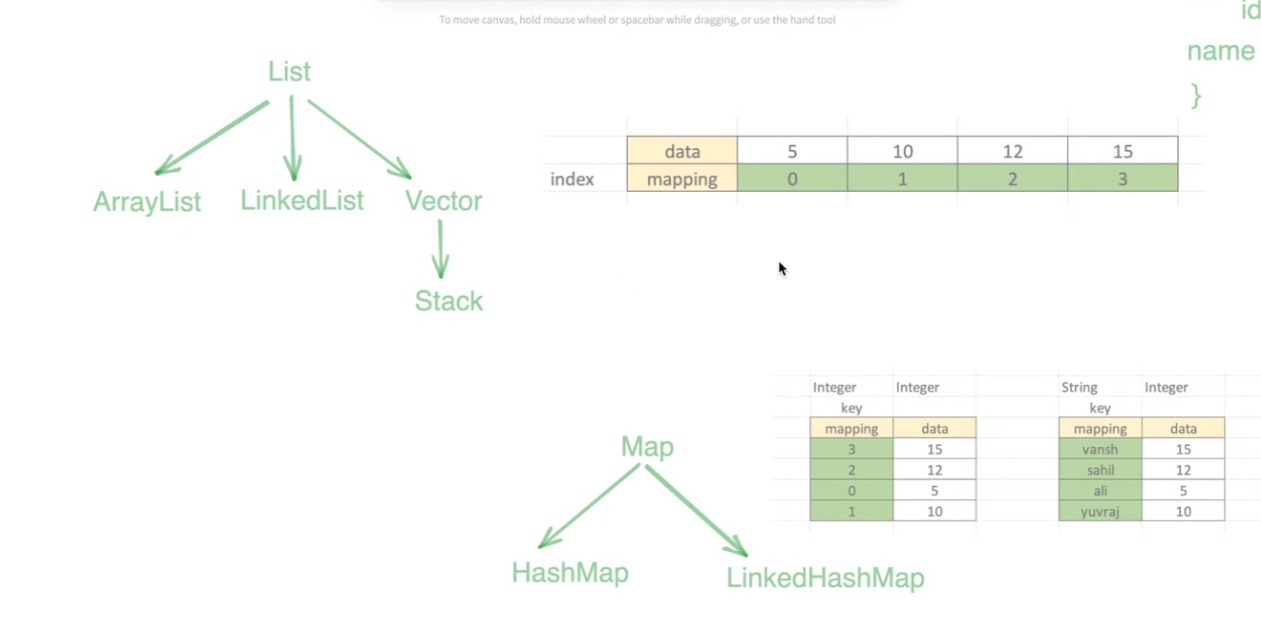 To move canvas, hold mouse wheel or spacebar while dragging, or use the hand tool
id
name
}
List
ArrayList LinkedList Vector
Stack
data 5 10 12 15
index mapping 0 1 2 3
Map
HashMap LinkedHashMap
Integer Integer
key
mapping data
3 15
2 12
0 5
1 10
String Integer
key
mapping data
vansh 15
sahil 12
ali 5
yuvraj 10